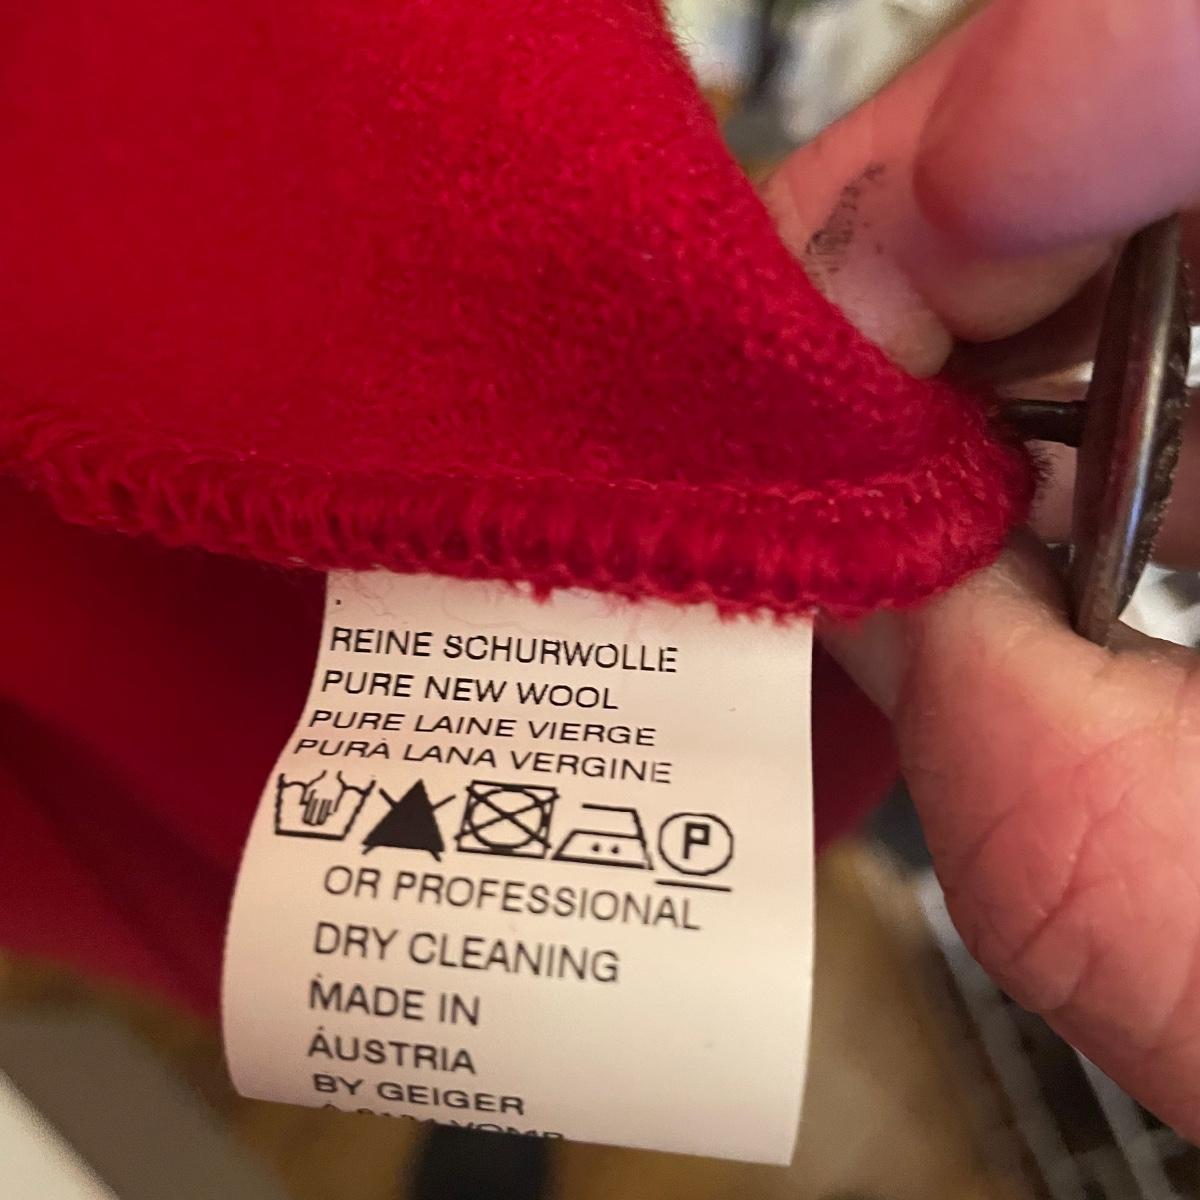 REINE SCHURWOLLE
PURE NEW WOOL
PURE LAINE VIERGE
PURA LANA VERGINE
P
OR PROFESSIONAL
DRY CLEANING
MADE IN
AUSTRIA
BY GEIGER